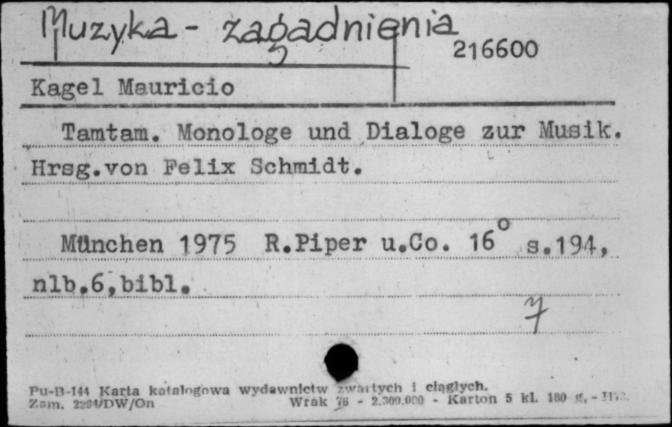 Muzyka - zagadnienia
216600
Kagel Mauricio
Tamtam. Monologe und Dialoge zur Musik.
Hrsg.von Felix Schmidt.
München 1975 R.Piper u.Co. 16° s.194,
nlb.6,bibl.
7
Pu-B-144 Karta katalogowa wydawnictw zwartych i ciągłych.
Zam. DW/On Wrak 76 - 2.300.000 - Karton 5 kl. 180 g.